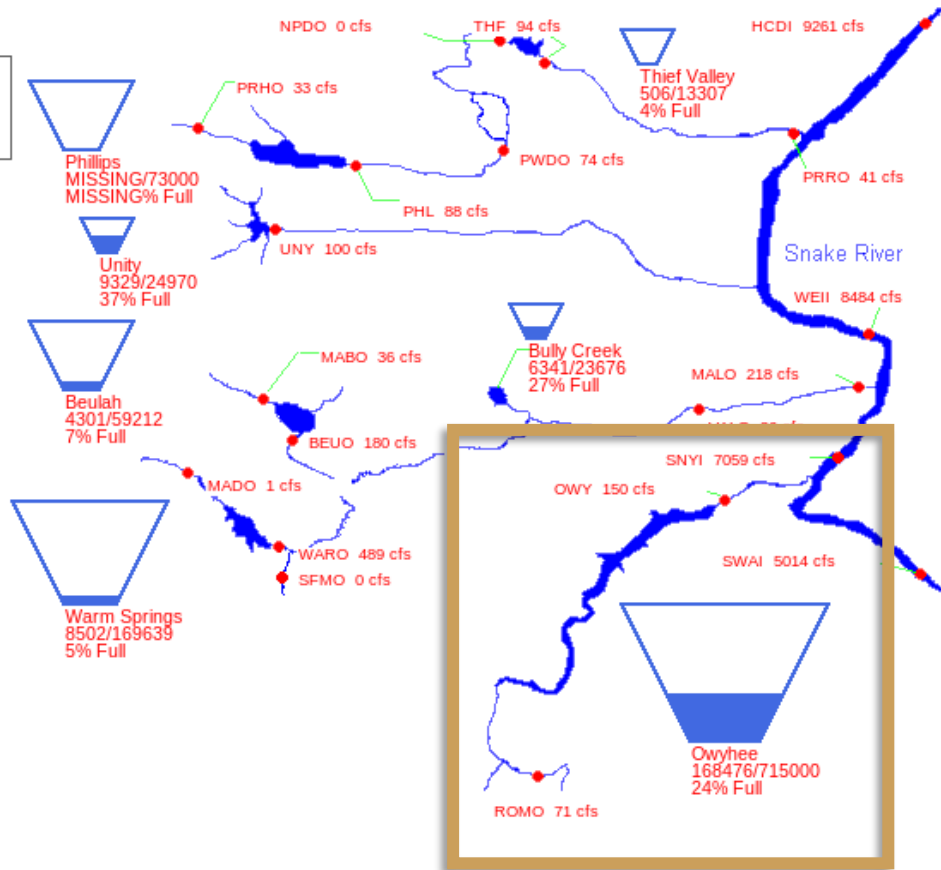 NPDO 0 cfs
THF 94 cfs
HCDI 9261 cfs
Thief Valley
506/13307
4% Full
PRHO 33 cfs
Phillips
MISSING/73000
MISSING% Full
PWDO 74 cfs
PRRO 41 cfs
PHL 88 cfs
UNY 100 cfs
Unity
9329/24970
37% Full
Snake River
WEII 8484 cfs
Bully Creek
6341/23676
27% Full
MABO 36 cfs
MALO 218 cfs
Beulah
4301/59212
7% Full
BEUO 180 cfs
SNYI 7059 cfs
MADO 1 cfs
OWY 150 cfs
WARO 489 cfs
SFMO 0 cfs
SWAI 5014 cfs
Warm Springs
8502/169639
5% Full
Owyhee
168476/715000
24% Full
ROMO 71 cfs